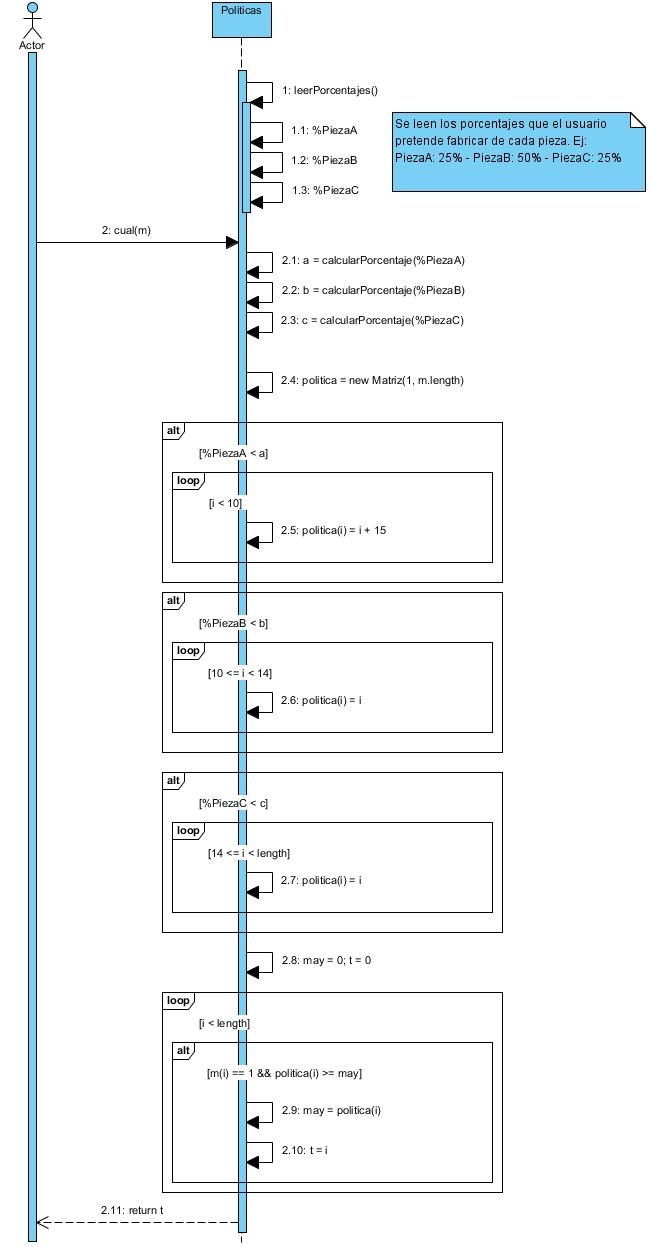 Políticas
Actor
1: leerPorcentajes()
1.1: %PiezaA
1.2: %PiezaB
1.3: %PiezaC
Se leen los porcentajes que el usuario
pretende fabricar de cada pieza. Ej:
PiezaA: 25% - PiezaB: 50% - PiezaC: 25%
2: cual(m)
2.1: a = calcularPorcentaje(%PiezaA)
2.2: b = calcularPorcentaje(%PiezaB)
2.3: c = calcularPorcentaje(%PiezaC)
2.4: politica = new Matriz(1, m.length)
alt
[%PiezaA < a]
loop
[i < 10]
2.5: politica(i) = i + 15
alt
[%PiezaB < b]
loop
[10 <= i < 14]
2.6: politica(i) = i
alt
[%PiezaC < c]
loop
[14 <= i < length]
2.7: politica(i) = i
2.8: may = 0; t = 0
loop
[i < length]
alt
[m(i) == 1 && politica(i) >= may]
2.9: may = politica(i)
2.10: t = i
2.11: return t